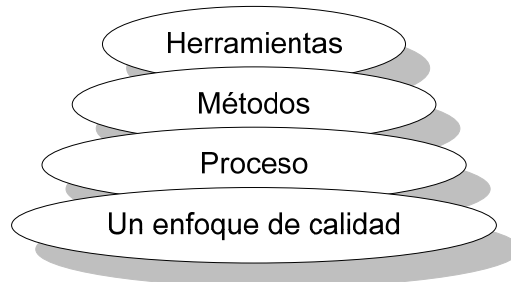 Herramientas
Métodos
Proceso
Un enfoque de calidad